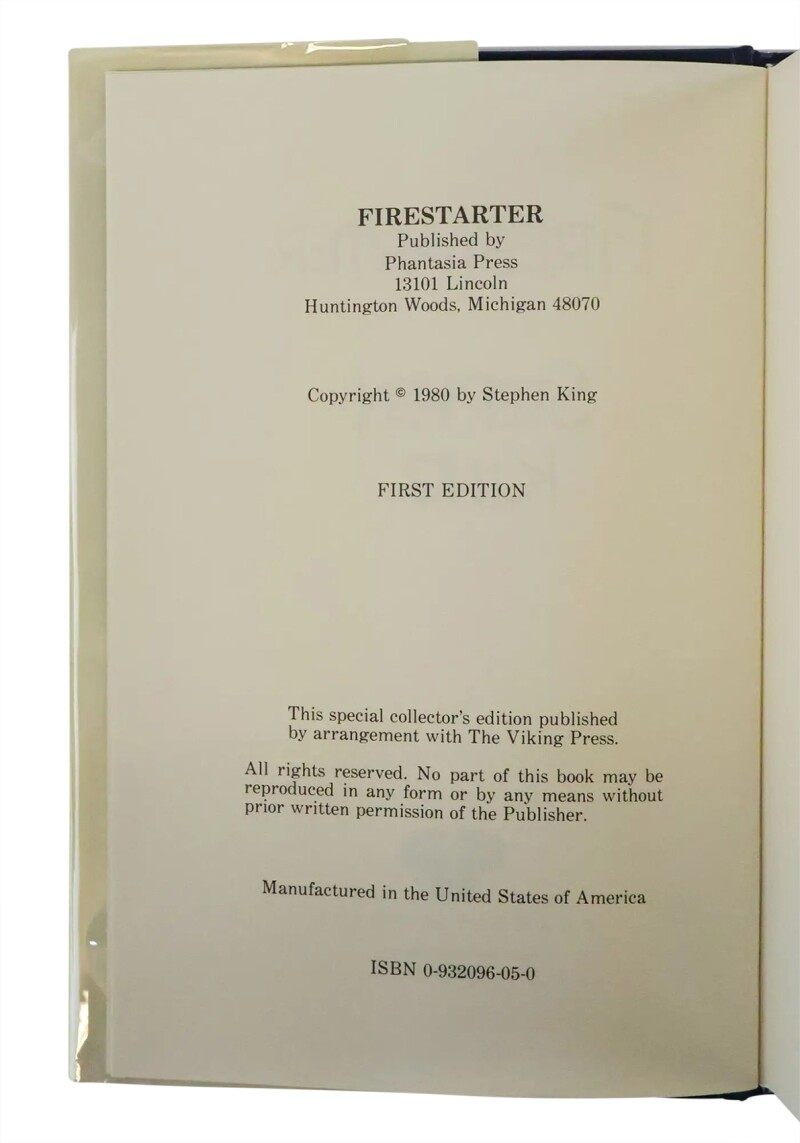 FIRESTARTER
Published by
Phantasia Press
13101 Lincoln
Huntington Woods, Michigan 48070
Copyright © 1980 by Stephen King
FIRST EDITION
This special collector's edition published
by arrangement with The Viking Press.
All rights reserved. No part of this book may be
reproduced in any form or by any means without
prior written permission of the Publisher.
Manufactured in the United States of America
ISBN 0-932096-05-0